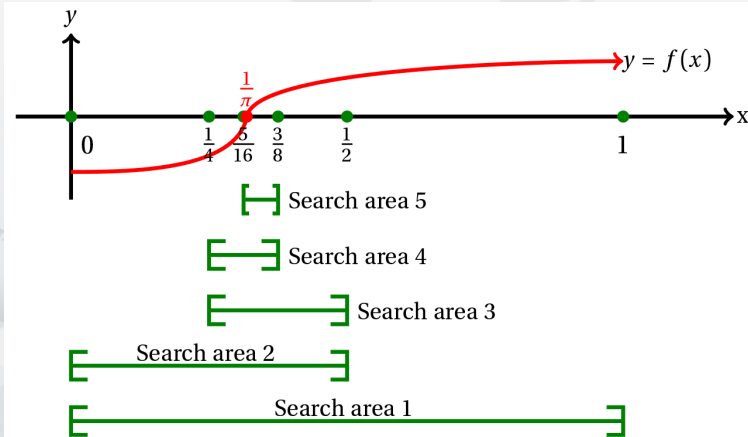 y
y = f(x)
1/π
x
0
1/4
5/16
3/8
1/2
1
Search area 5
Search area 4
Search area 3
Search area 2
Search area 1